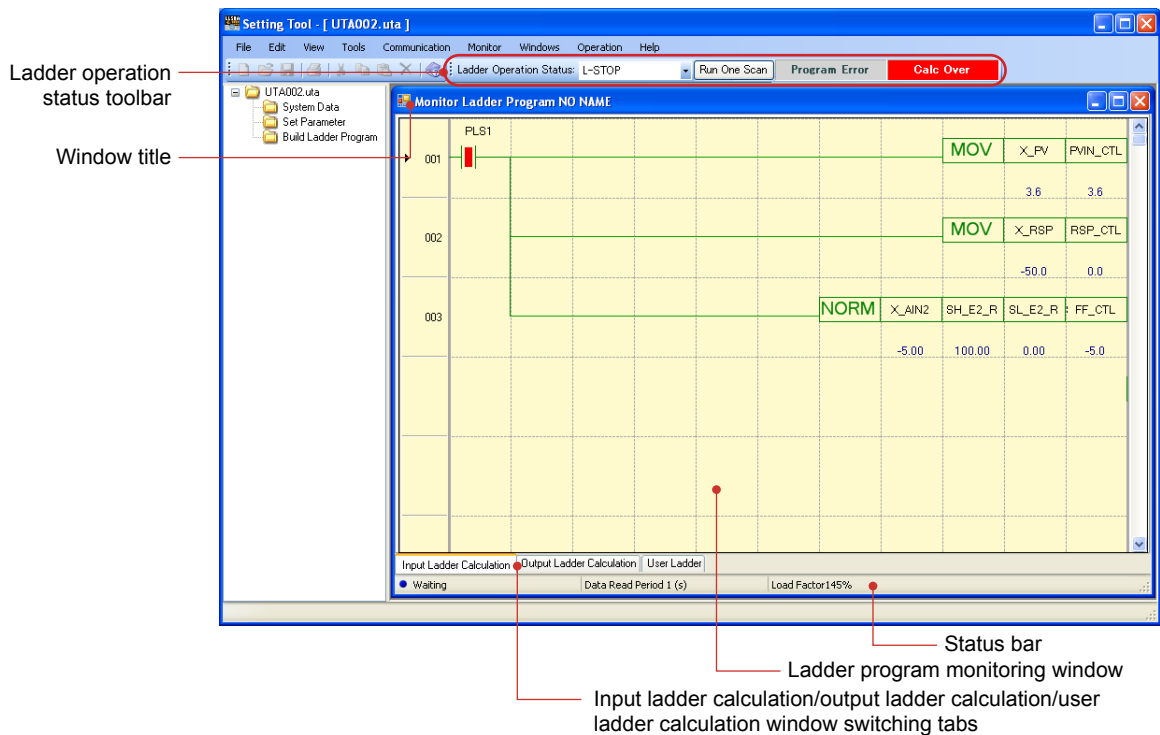 Setting Tool - [ UTA002.uta ]
File Edit View Tools Communication Monitor Windows Operation Help
Ladder Operation Status: L-STOP Run One Scan Program Error Calc Over
Ladder operation
status toolbar
UTA002.uta
System Data
Set Parameter
Build Ladder Program
Window title
Monitor Ladder Program NO NAME
PLS1
001 MOV X_PV PVIN_CTL
3.6 3.6
002 MOV X_RSP RSP_CTL
-50.0 0.0
003 NORM X_AIN2 SH_E2_R SL_E2_R FF_CTL
-5.00 100.00 0.00 -5.0
Input Ladder Calculation Output Ladder Calculation User Ladder
Waiting Data Read Period 1 (s) Load Factor145%
Status bar
Ladder program monitoring window
Input ladder calculation/output ladder calculation/user
ladder calculation window switching tabs